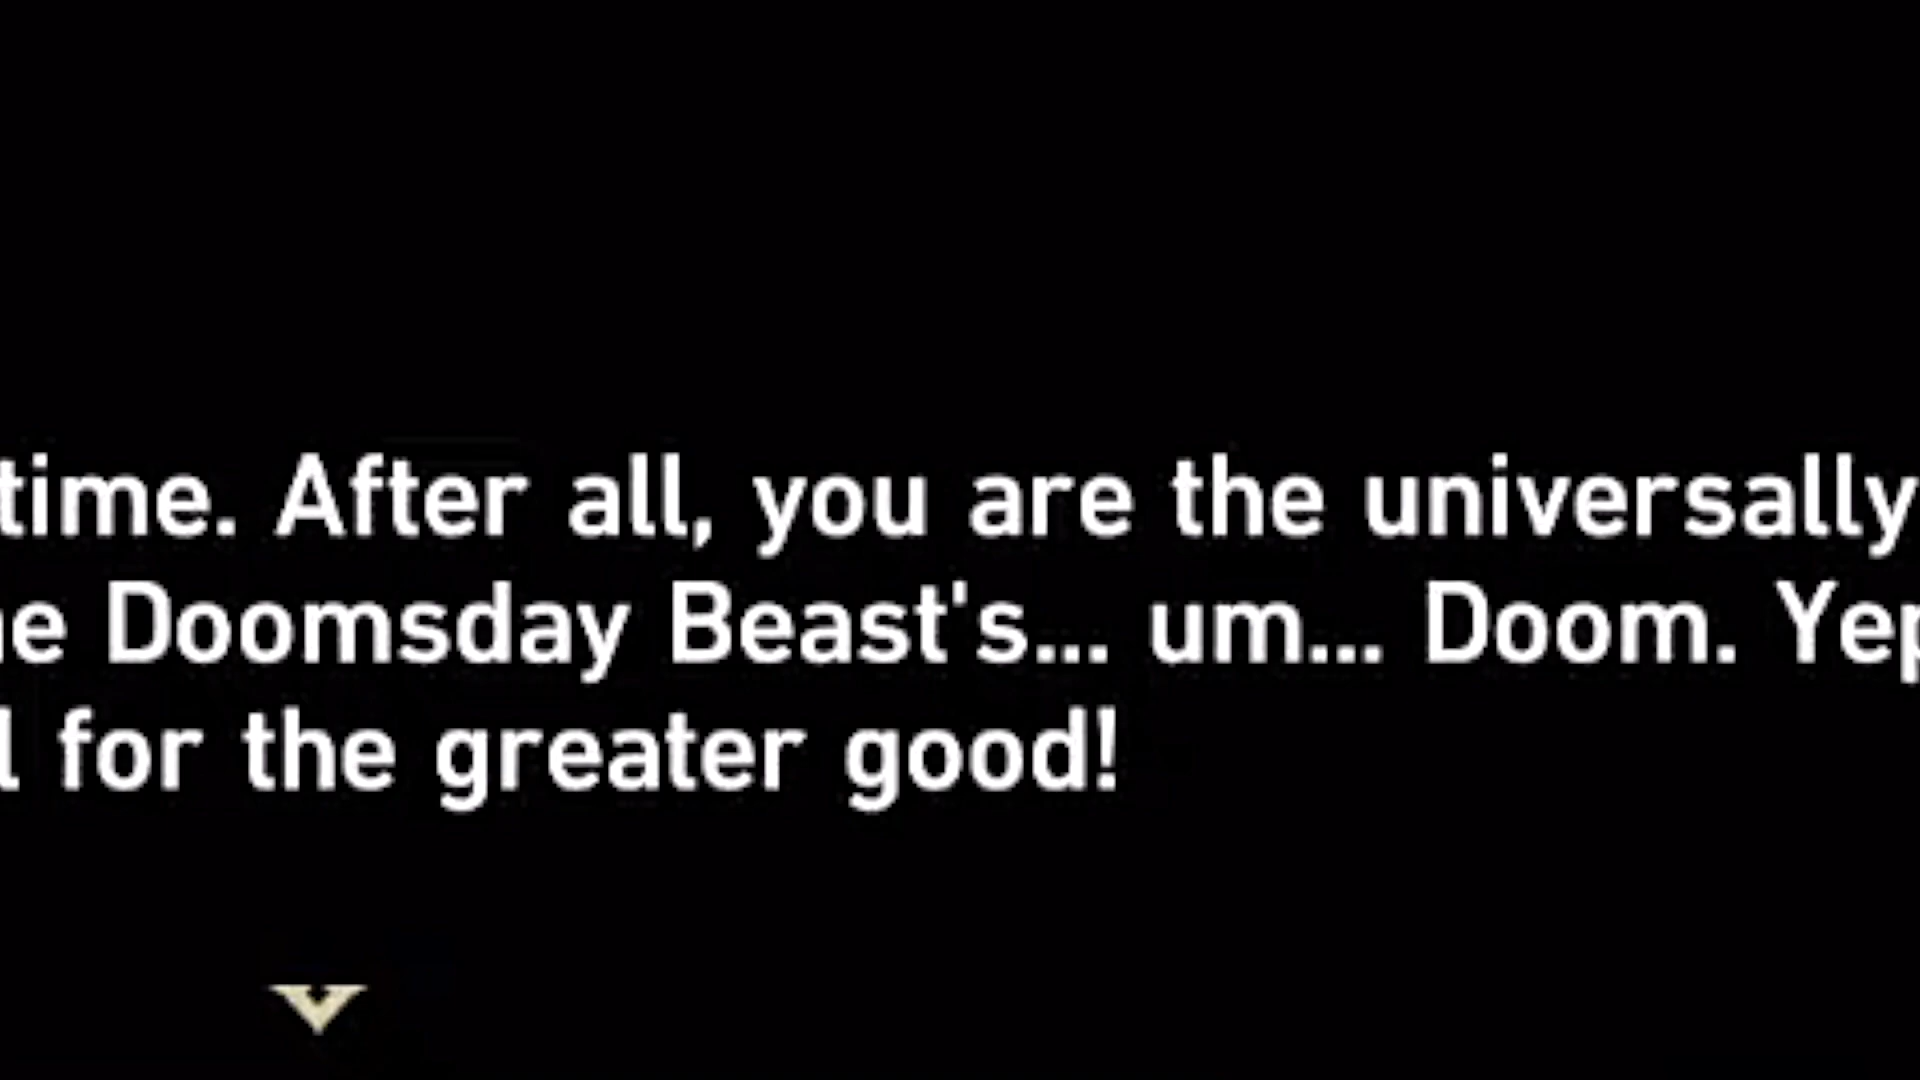 time. After all, you are the universally
Doomsday Beast's... um... Doom. Yep
for the greater good!